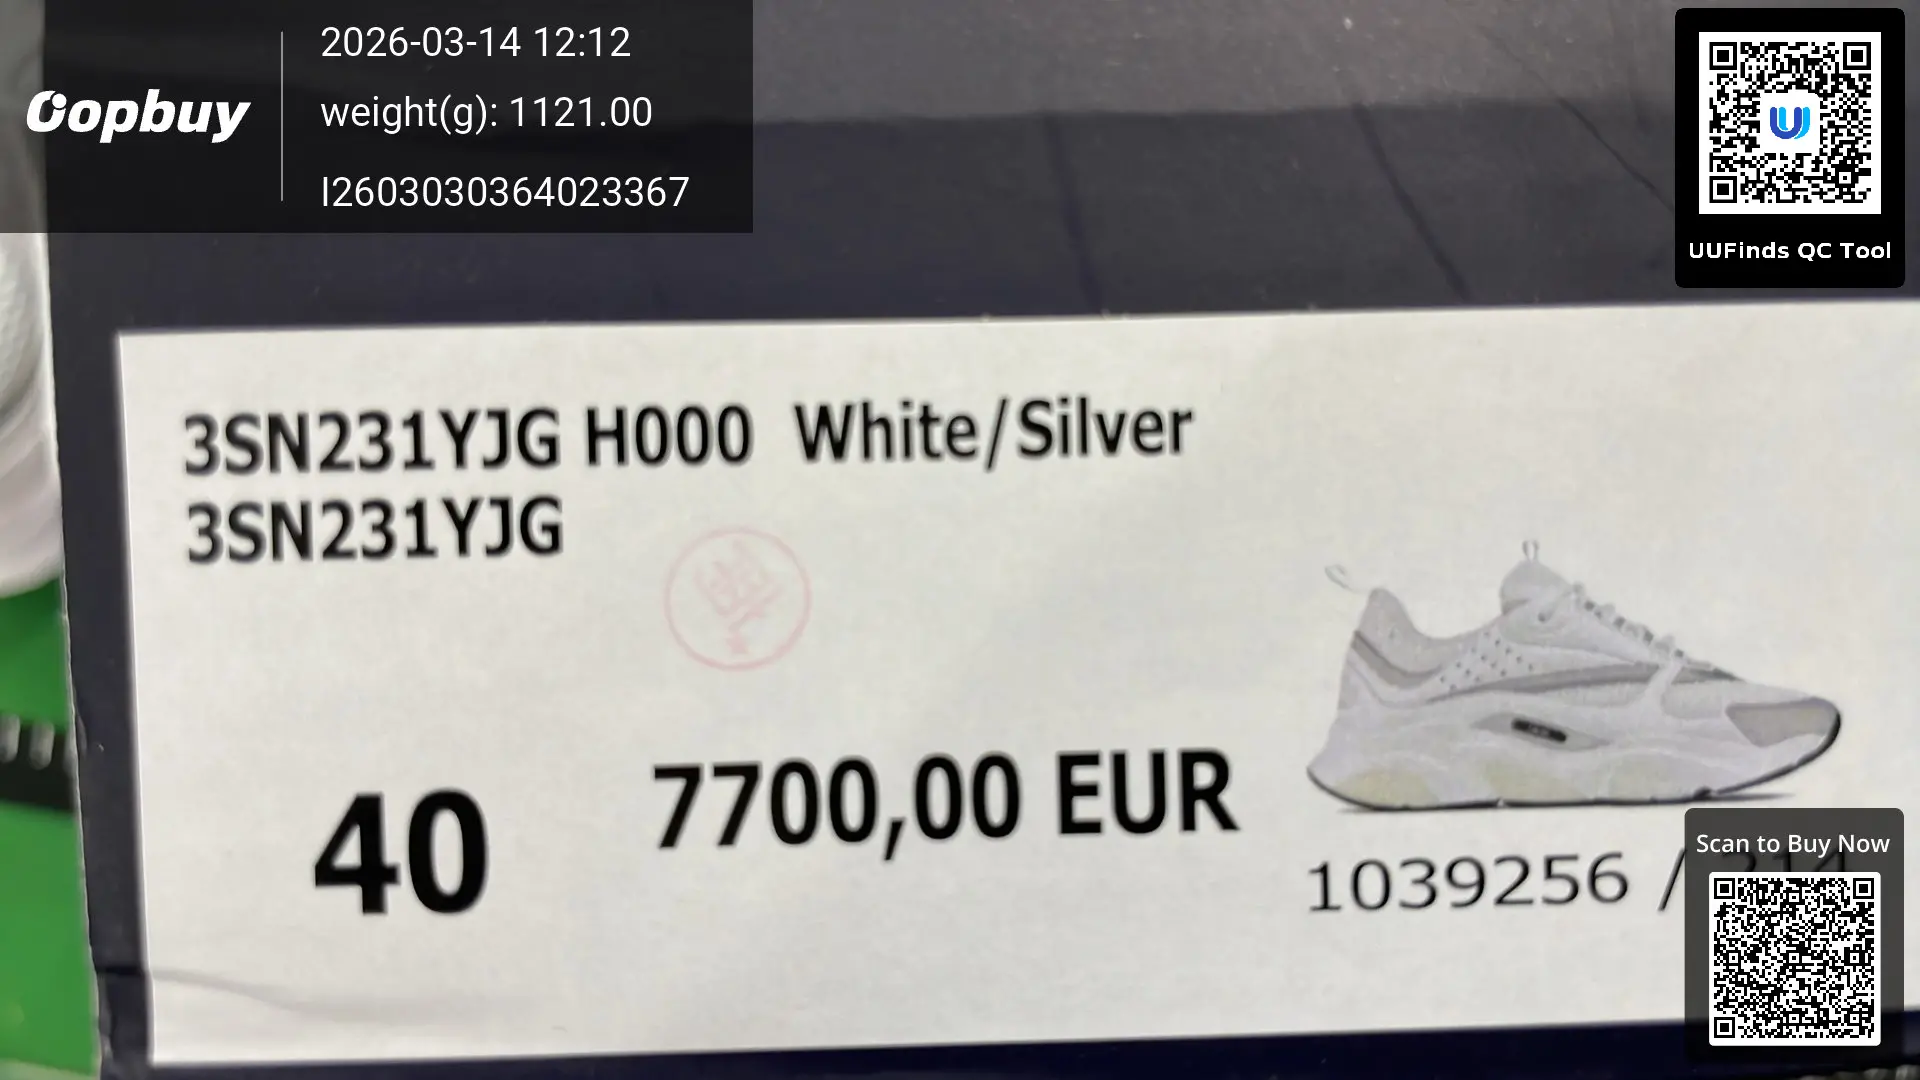 Oopbuy
2026-03-14 12:12
weight(g): 1121.00
I2603030364023367
UUFinds QC Tool
3SN231YJG H000 White/Silver
3SN231YJG
40
7700,00 EUR
1039256 / 214
Scan to Buy Now